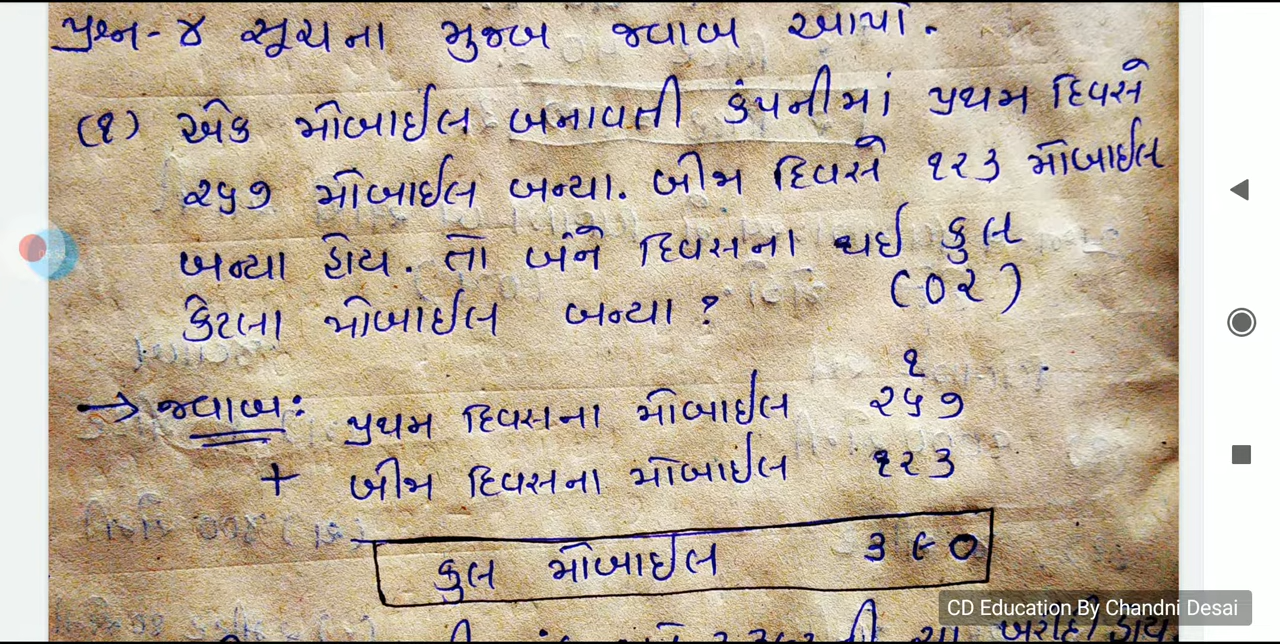 પ્રશ્ન-૪ સૂચના મુજબ જવાબ આપો.
(૧) એક મોબાઈલ બનાવતી કંપનીમાં પ્રથમ દિવસે
૨૫૭ મોબાઈલ બન્યા. બીજા દિવસે ૧૨૩ મોબાઈલ
બન્યા હોય. તો બંને દિવસના થઈ કુલ
કેટલા મોબાઈલ બન્યા ? (૦૨)
૧
→ જવાબ: પ્રથમ દિવસના મોબાઈલ ૨૫૭
+ બીજા દિવસના મોબાઈલ ૧૨૩
કુલ મોબાઈલ ૩૯૦
CD Education By Chandni Desai